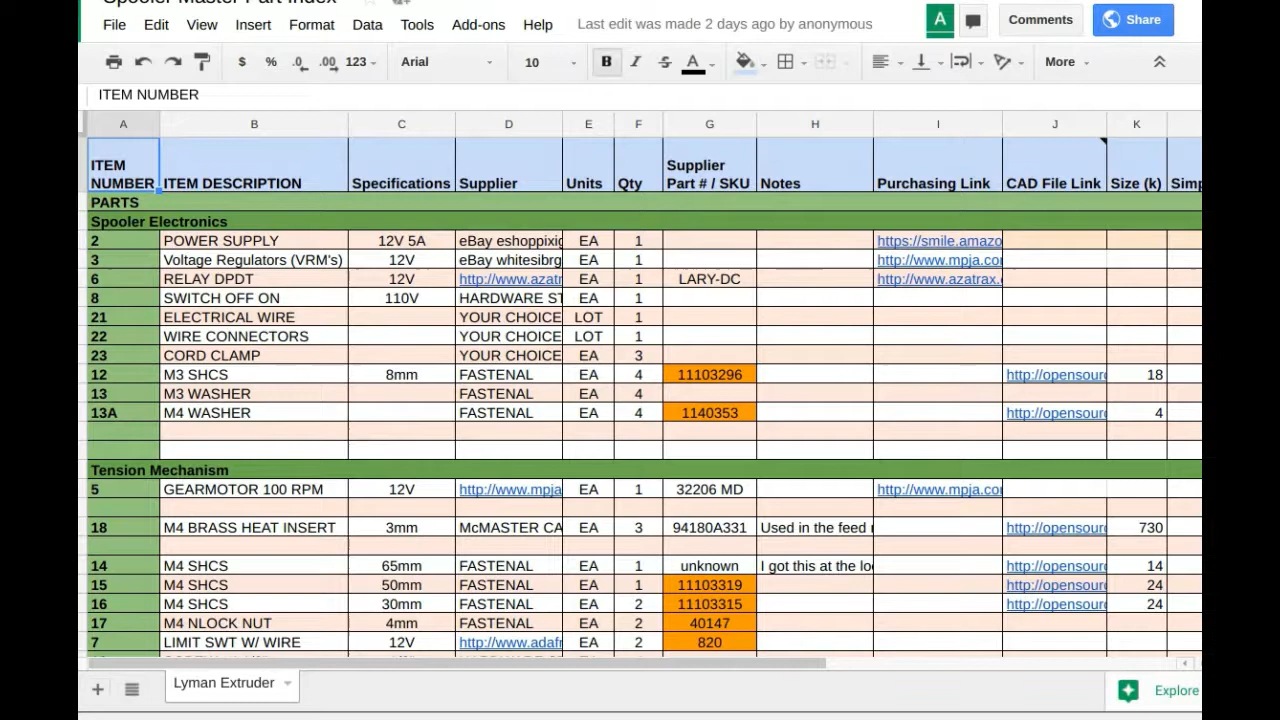 Spooler Master Part Index
File Edit View Insert Format Data Tools Add-ons Help Last edit was made 2 days ago by anonymous A Comments Share
$ % .0 .00 123 Arial 10 B I S A More
ITEM NUMBER
A B C D E F G H I J K
ITEM
NUMBER ITEM DESCRIPTION Specifications Supplier Units Qty Supplier
Part # / SKU Notes Purchasing Link CAD File Link Size (k) Simp
PARTS
Spooler Electronics
2 POWER SUPPLY 12V 5A eBay eshoppixig EA 1 https://smile.amazo
3 Voltage Regulators (VRM's) 12V eBay whitesibrg EA 1 http://www.mpja.co
6 RELAY DPDT 12V http://www.azat EA 1 LARY-DC http://www.azatrax.
8 SWITCH OFF ON 110V HARDWARE ST EA 1
21 ELECTRICAL WIRE YOUR CHOICE LOT 1
22 WIRE CONNECTORS YOUR CHOICE LOT 1
23 CORD CLAMP YOUR CHOICE EA 3
12 M3 SHCS 8mm FASTENAL EA 4 11103296 http://opensour 18
13 M3 WASHER FASTENAL EA 4
13A M4 WASHER FASTENAL EA 4 1140353 http://opensour 4
Tension Mechanism
5 GEARMOTOR 100 RPM 12V http://www.mpja EA 1 32206 MD http://www.mpja.co
18 M4 BRASS HEAT INSERT 3mm McMASTER CA EA 3 94180A331 Used in the feed http://opensour 730
14 M4 SHCS 65mm FASTENAL EA 1 unknown I got this at the lo http://opensour 14
15 M4 SHCS 50mm FASTENAL EA 1 11103319 http://opensour 24
16 M4 SHCS 30mm FASTENAL EA 2 11103315 http://opensour 24
17 M4 NLOCK NUT 4mm FASTENAL EA 2 40147
7 LIMIT SWT W/ WIRE 12V http://www.adaf EA 2 820
Lyman Extruder Explore